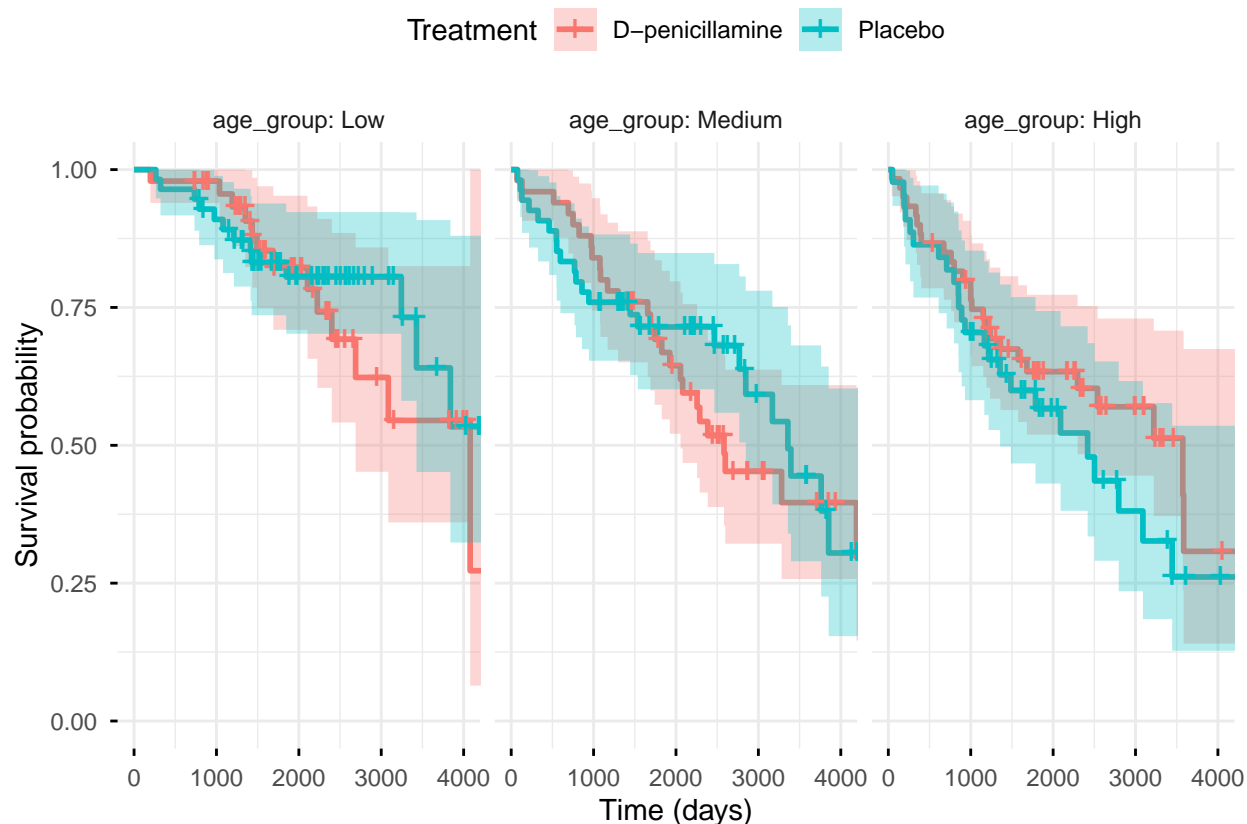 Treatment D−penicillamine Placebo
age_group: Low age_group: Medium age_group: High
1.00
0.75
0.50
0.25
0.00
Survival probability
0 1000 2000 3000 4000 0 1000 2000 3000 4000 0 1000 2000 3000 4000
Time (days)